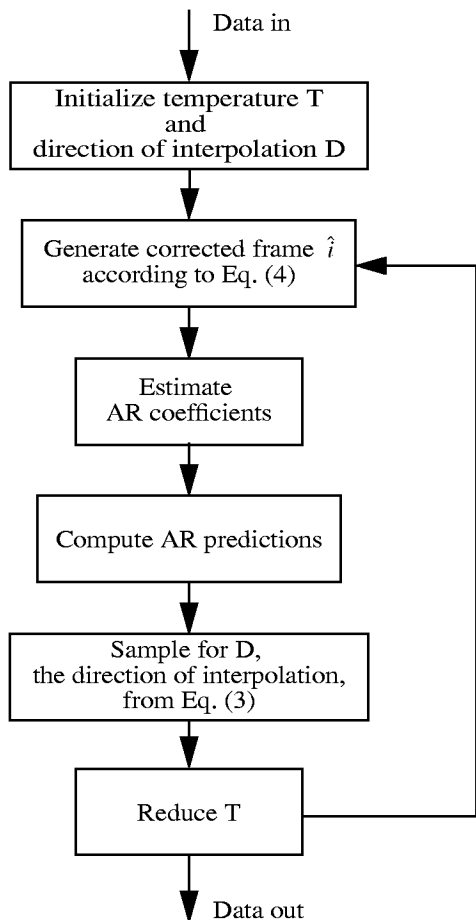 Data in
Initialize temperature T
and
direction of interpolation D
Generate corrected frame î
according to Eq. (4)
Estimate
AR coefficients
Compute AR predictions
Sample for D,
the direction of interpolation,
from Eq. (3)
Reduce T
Data out